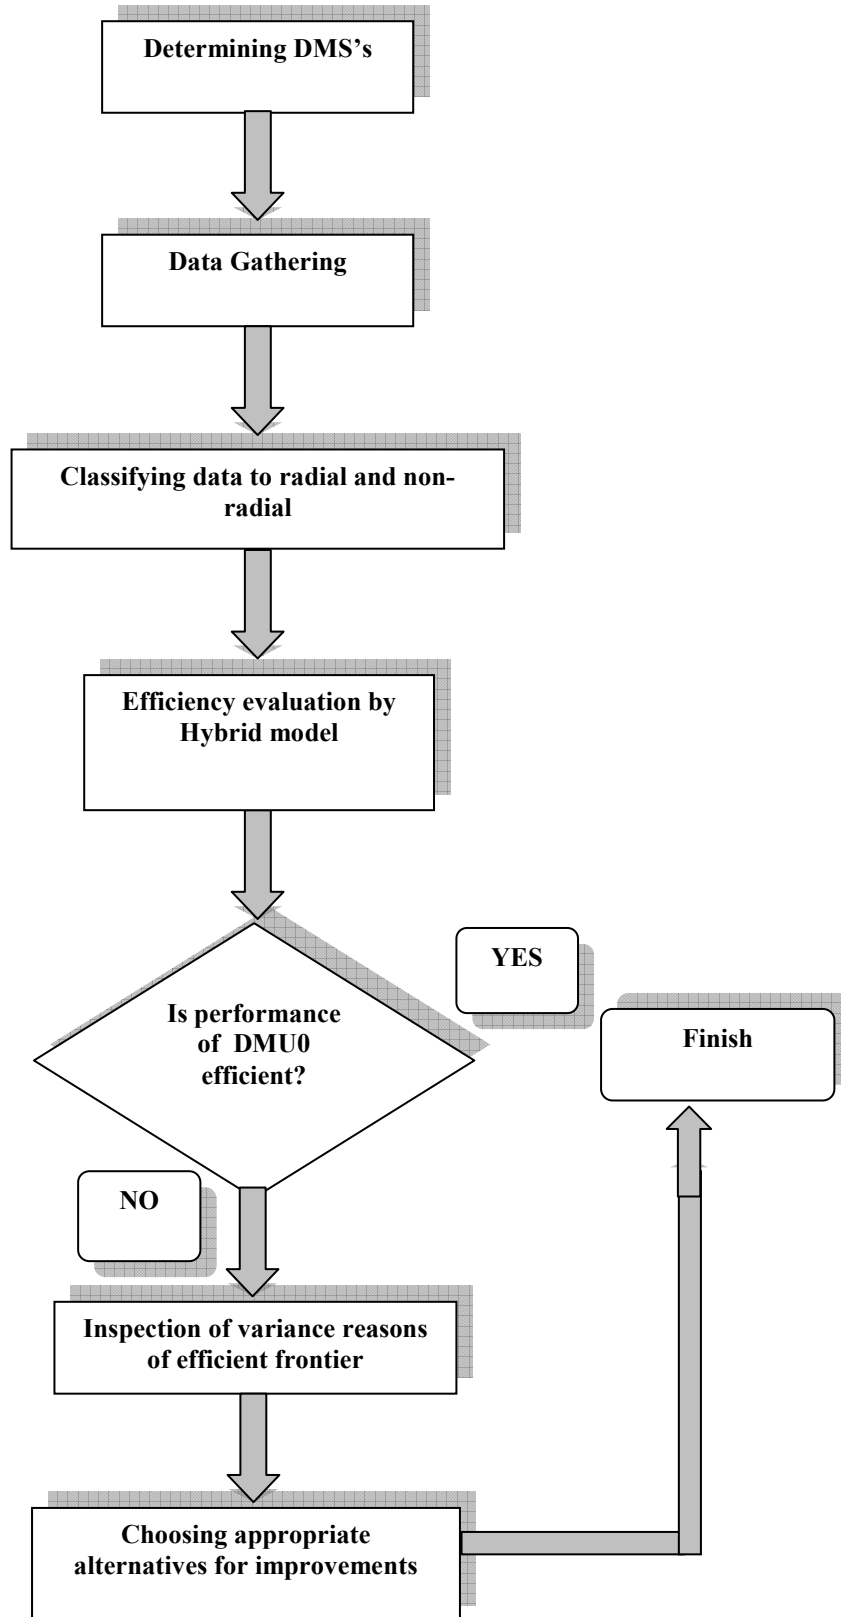 Determining DMS’s
Data Gathering
Classifying data to radial and non-
radial
Efficiency evaluation by
Hybrid model
Is performance
of DMU0
efficient?
YES
Finish
NO
Inspection of variance reasons
of efficient frontier
Choosing appropriate
alternatives for improvements